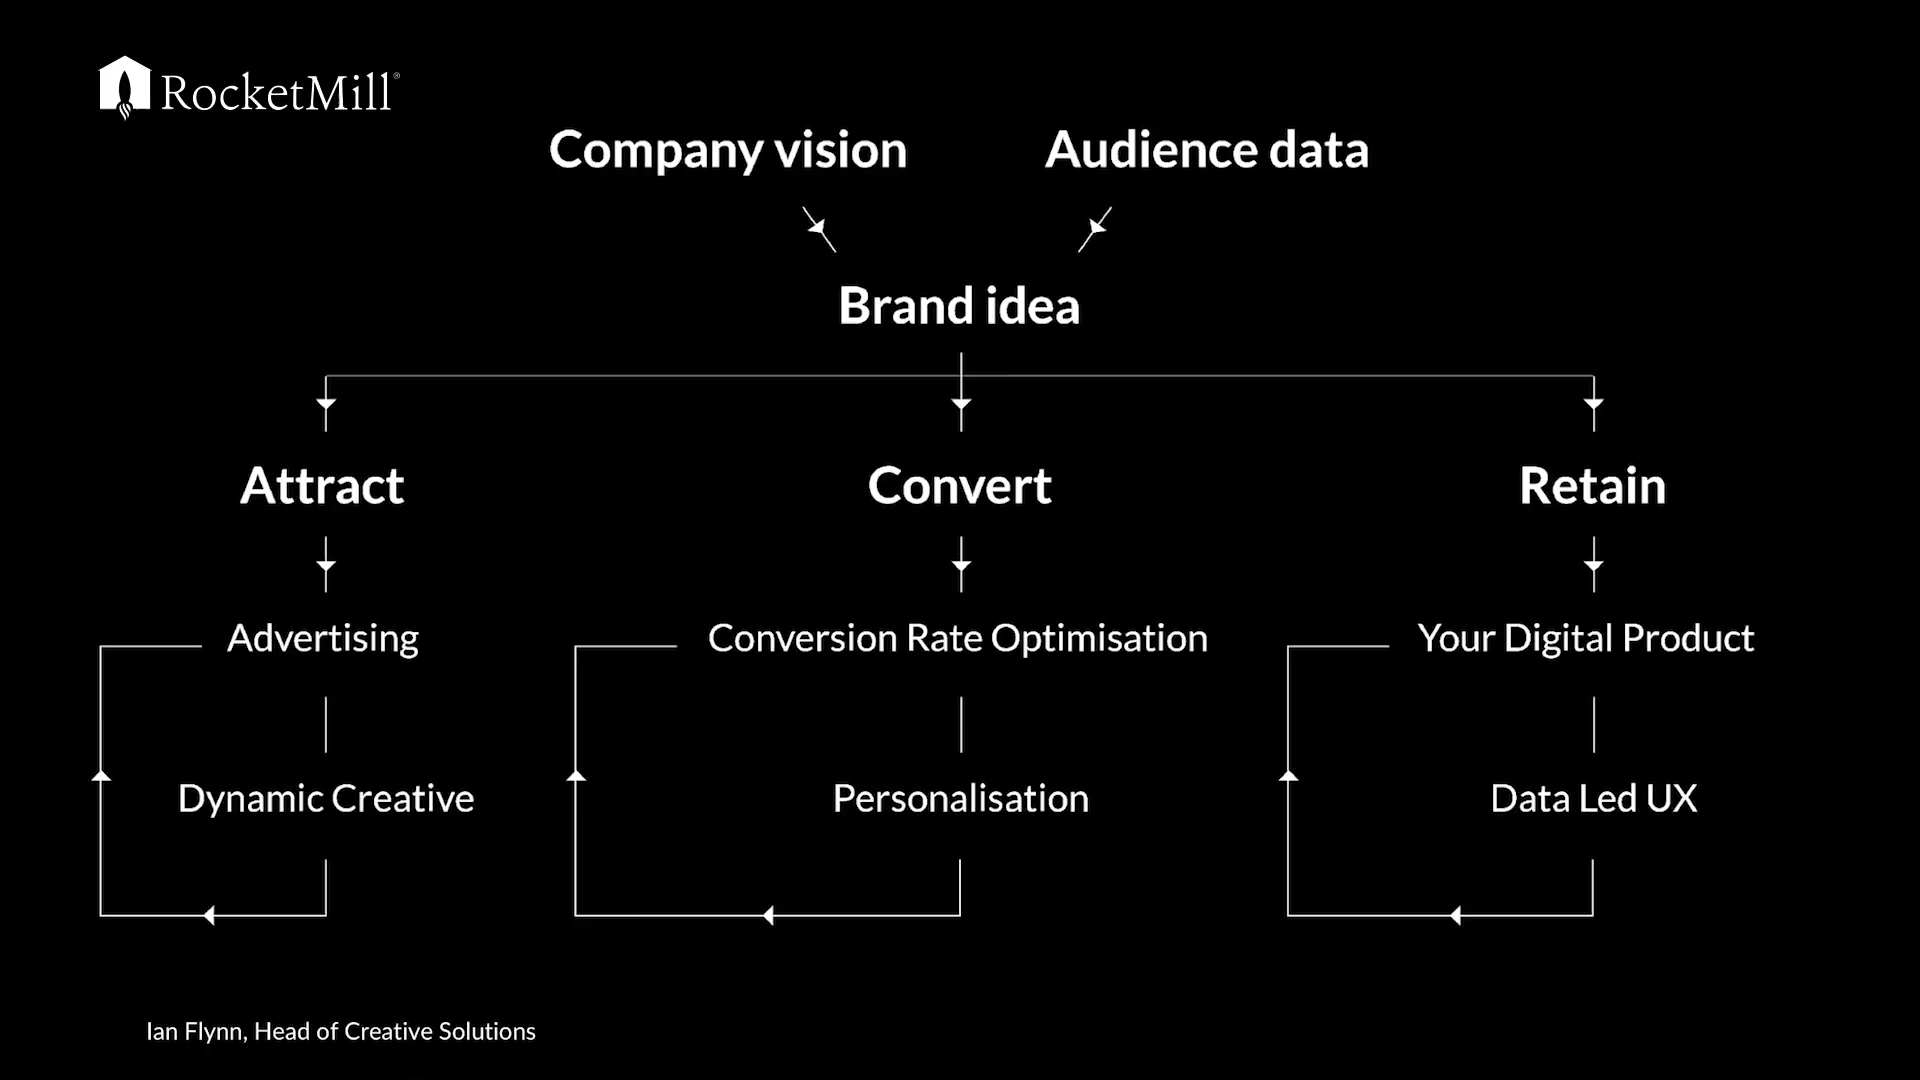 RocketMill®
Company vision
Audience data
Brand idea
Attract
Convert
Retain
Advertising
Conversion Rate Optimisation
Your Digital Product
Dynamic Creative
Personalisation
Data Led UX
Ian Flynn, Head of Creative Solutions